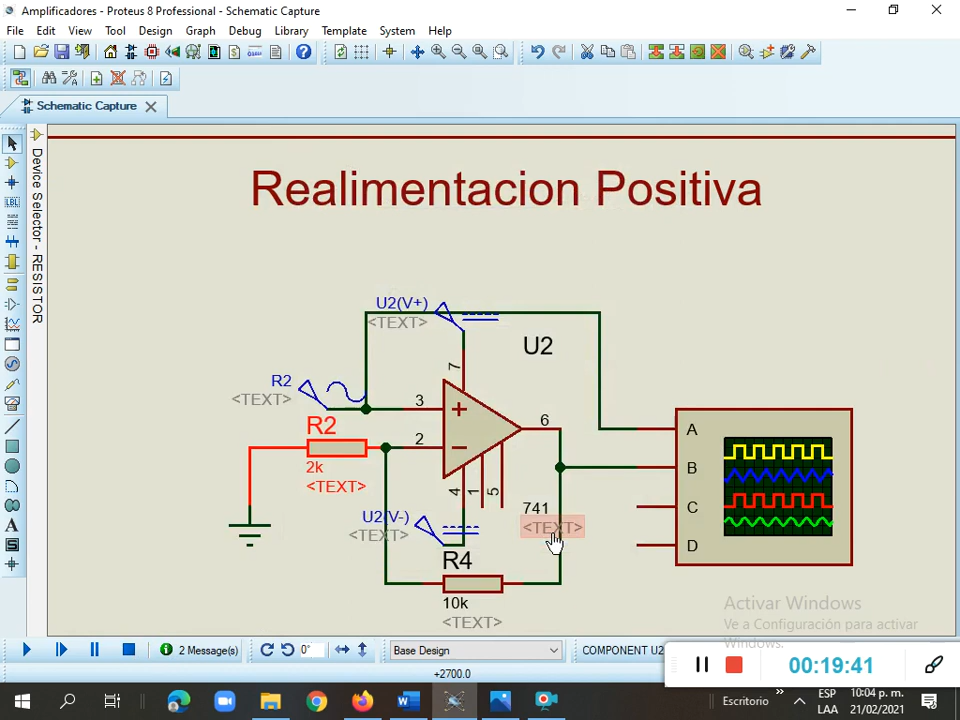 Amplificadores - Proteus 8 Professional - Schematic Capture
File Edit View Tool Design Graph Debug Library Template System Help
Schematic Capture
LBL
Device Selector - RESISTOR
Realimentacion Positiva
U2(V+)
<TEXT>
U2
7
R2
<TEXT>
3
6
R2
2
A
B
C
D
2k
<TEXT>
4
1
5
741
<TEXT>
U2(V-)
<TEXT>
R4
10k
<TEXT>
A
S
Activar Windows
Ve a Configuración para activar
Windows.
2 Message(s)
0°
Base Design
COMPONENT U2
+2700.0
00:19:41
Escritorio
ESP
LAA
10:04 p. m.
21/02/2021